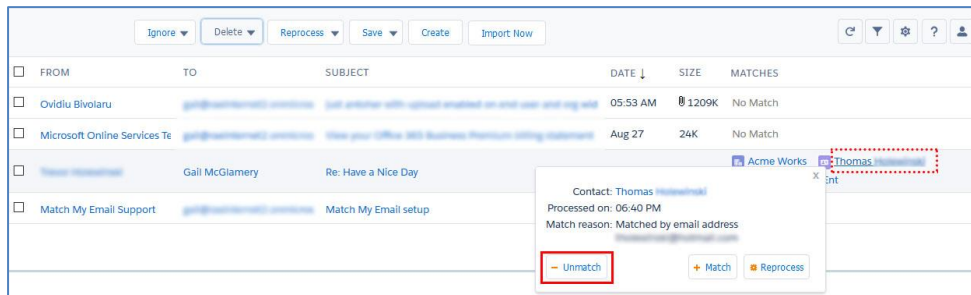 Ignore Delete Reprocess Save Create Import Now ?
FROM TO SUBJECT DATE ↓ SIZE MATCHES
Ovidiu Bivolaru 05:53 AM 1209K No Match
Microsoft Online Services Te Aug 27 24K No Match
Acme Works Thomas
Gail McGlamery Re: Have a Nice Day
Ent
x
Match My Email Support Match My Email setup
Contact: Thomas
Processed on: 06:40 PM
Match reason: Matched by email address
− Unmatch + Match Reprocess